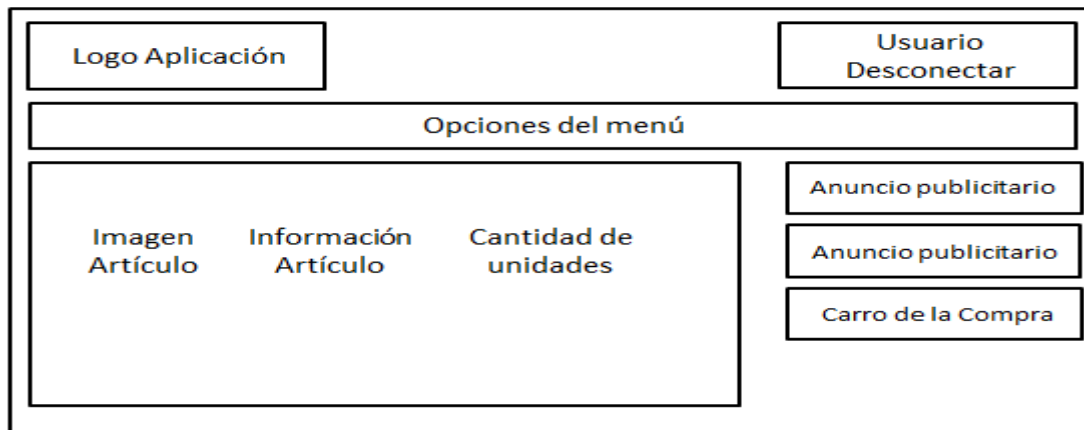 Logo Aplicación
Usuario
Desconectar
Opciones del menú
Imagen
Artículo
Información
Artículo
Cantidad de
unidades
Anuncio publicitario
Anuncio publicitario
Carro de la Compra